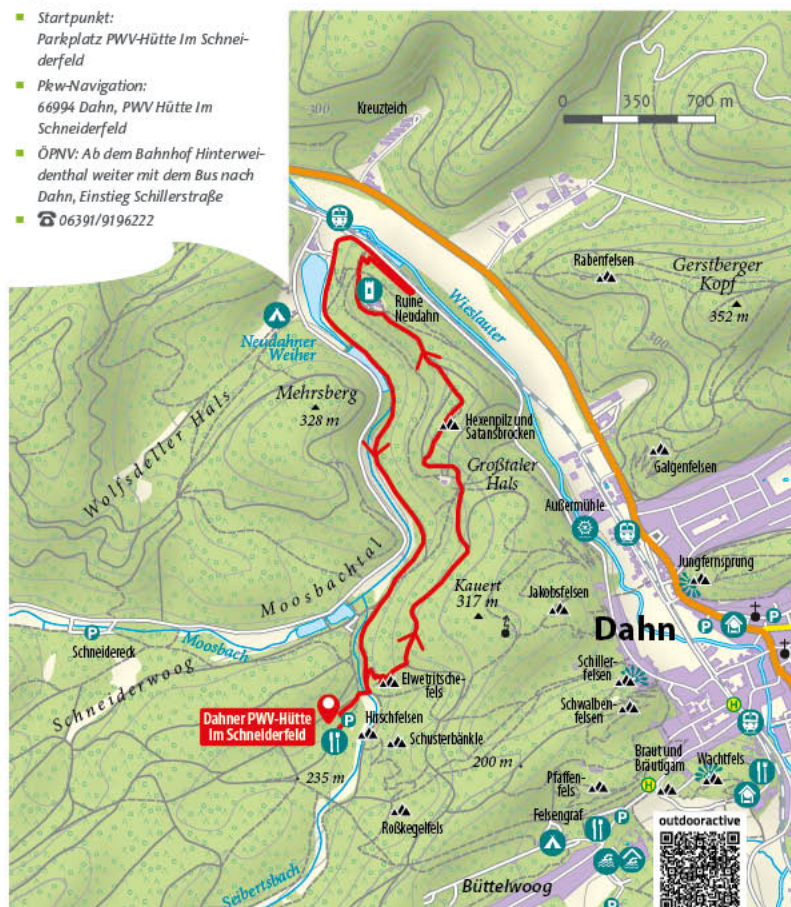 Startpunkt:
Parkplatz PWV-Hütte Im Schnei-
derfeld
Pkw-Navigation:
66994 Dahn, PWV Hütte Im
Schneiderfeld
ÖPNV: Ab dem Bahnhof Hinterwei-
denthal weiter mit dem Bus nach
Dahn, Einstieg Schillerstraße
06391/9196222
0 350 700 m
300
Kreuzteich
300
Rabenfelsen
Gerstberger
Kopf
352 m
Ruine
Neudahn
Wieslauter
Neudahner
Weiher
Mehrsberg
328 m
Wolfsdeller Hals
Hexenpilz und
Satansbrocken
Großtaler
Hals
Galgenfelsen
Außermühle
Jungfernsprung
Moosbachtal
Kauert
317 m
Jakobsfelsen
Dahn
P
P
P
Schneidereck
Moosbach
Schneiderwoog
Elwetritsche-
fels
Schiller-
felsen
Schwalben-
felsen
Dahner PWV-Hütte
Im Schneiderfeld
P
Hirschfelsen
Schusterbänkle
H
235 m
200 m
Braut und
Bräutigam
Wachtfels
Pfaffen-
fels
H
Roßkegelfels
Felsengraf
P
outdooractive
Seibertsbach
Büttelwoog
P